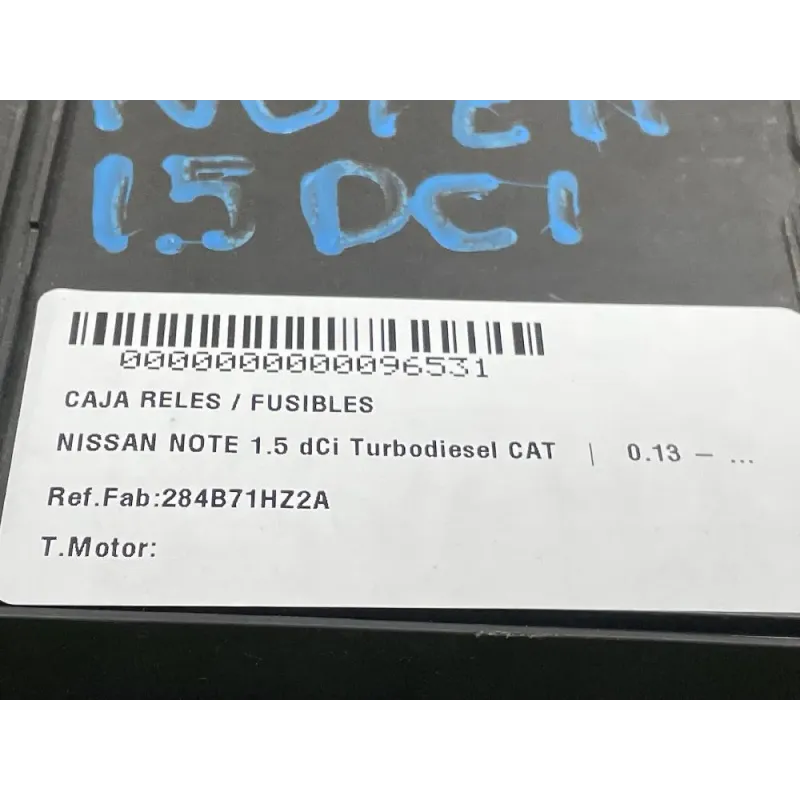 1.5 DCI
0000000000096531
CAJA RELES / FUSIBLES
NISSAN NOTE 1.5 dCi Turbodiesel CAT | 0.13 – ...
Ref.Fab:284B71HZ2A
T.Motor: